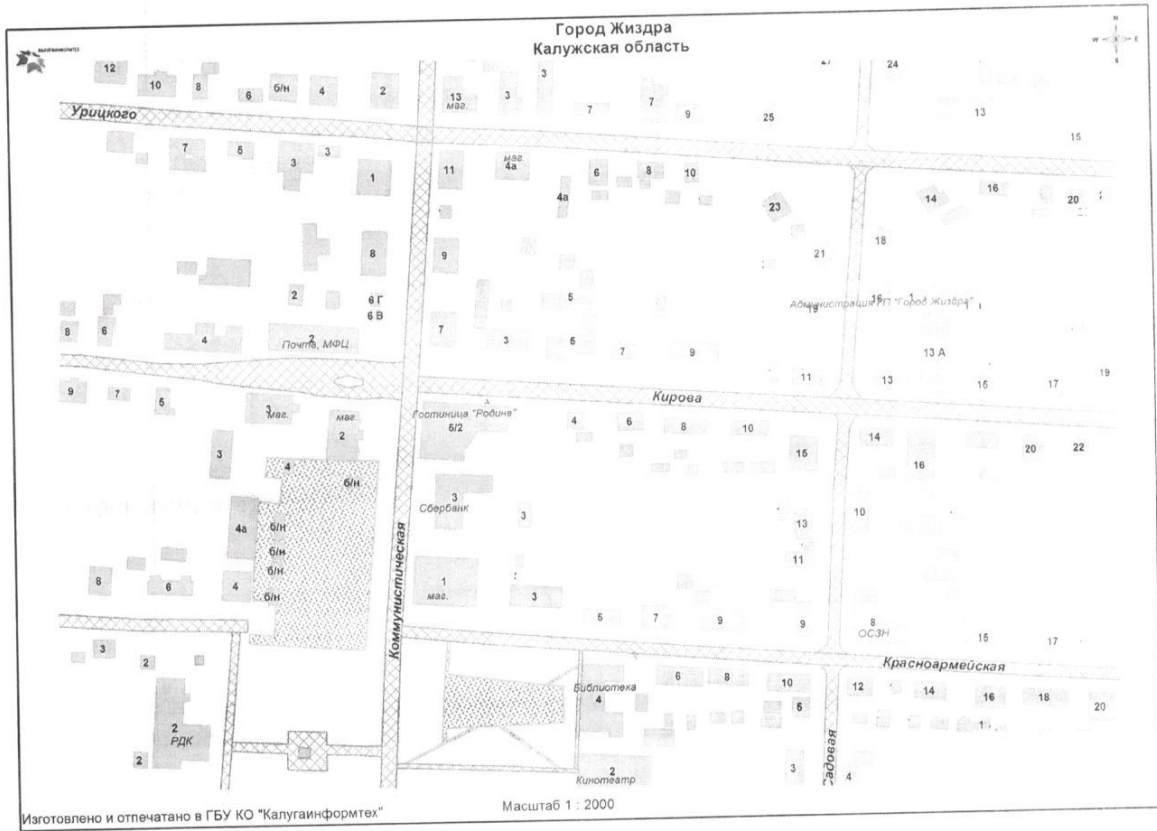 Город Жиздра
Калужская область
N
W E
S
КАЛУГАИНФОРМТЕХ
12 10 8 6 б/н 4 2
13 маг. 3 3 7 7 9 25 27 24 13 15
Урицкого
7 5 3 3 1
11 маг. 4а 4а 6 8 10 23 14 16 20
8 9 21 18
2 6 Г 6 В 5 19 16 1
Администрация ГП "Город Жиздра"
8 6 4 2 7 3 5 7 9 13 А
Почта, МФЦ
11 13 15 17 19
9 7 5
Кирова
3 маг. маг. 2
Гостиница "Родина"
5/2 4 6 8 10 15 14 16 20 22
3 4 б/н
3 Сбербанк 3 13 10
4а б/н б/н б/н б/н
11
8 6 4
1 маг. 3
Коммунистическая
5 7 9 9 8 ОСЗН 15 17
Красноармейская
3 2
Библиотека
4 6 8 10 5 12 14 16 18 20
2 РДК 2
2 Кинотеатр 3 4
Садовая
Масштаб 1 : 2000
Изготовлено и отпечатано в ГБУ КО "Калугаинформтех"